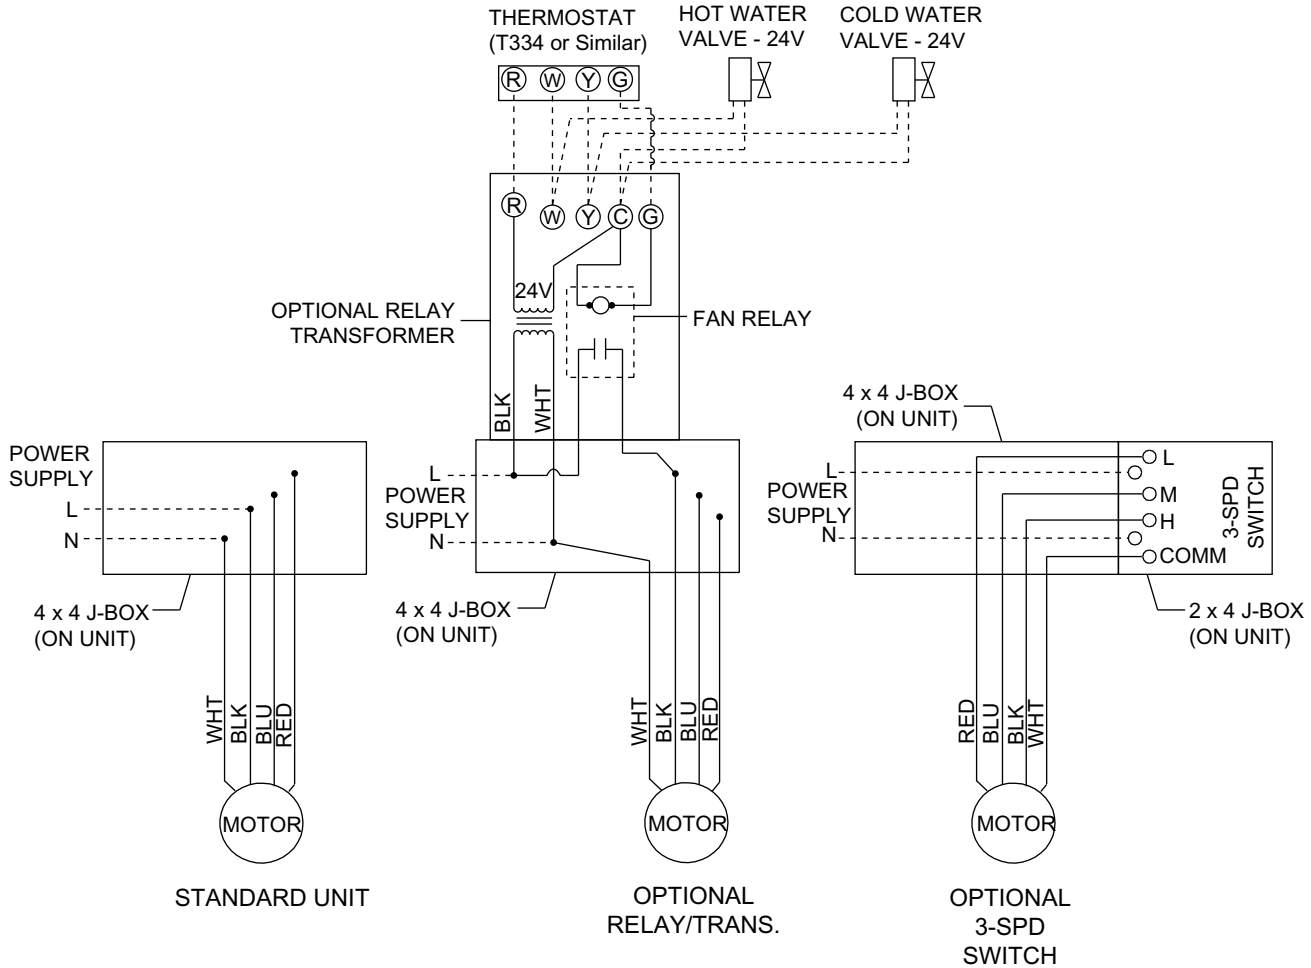 THERMOSTAT
(T334 or Similar)
HOT WATER
VALVE - 24V
COLD WATER
VALVE - 24V
R W Y G
R W Y C G
24V
OPTIONAL RELAY
TRANSFORMER
FAN RELAY
BLK
WHT
POWER
SUPPLY
L
N
4 x 4 J-BOX
(ON UNIT)
WHT
BLK
BLU
RED
MOTOR
STANDARD UNIT
L
POWER
SUPPLY
N
4 x 4 J-BOX
(ON UNIT)
WHT
BLK
BLU
RED
MOTOR
OPTIONAL
RELAY/TRANS.
4 x 4 J-BOX
(ON UNIT)
L
POWER
SUPPLY
N
L
M
H
COMM
3-SPD
SWITCH
2 x 4 J-BOX
(ON UNIT)
RED
BLU
BLK
WHT
MOTOR
OPTIONAL
3-SPD
SWITCH